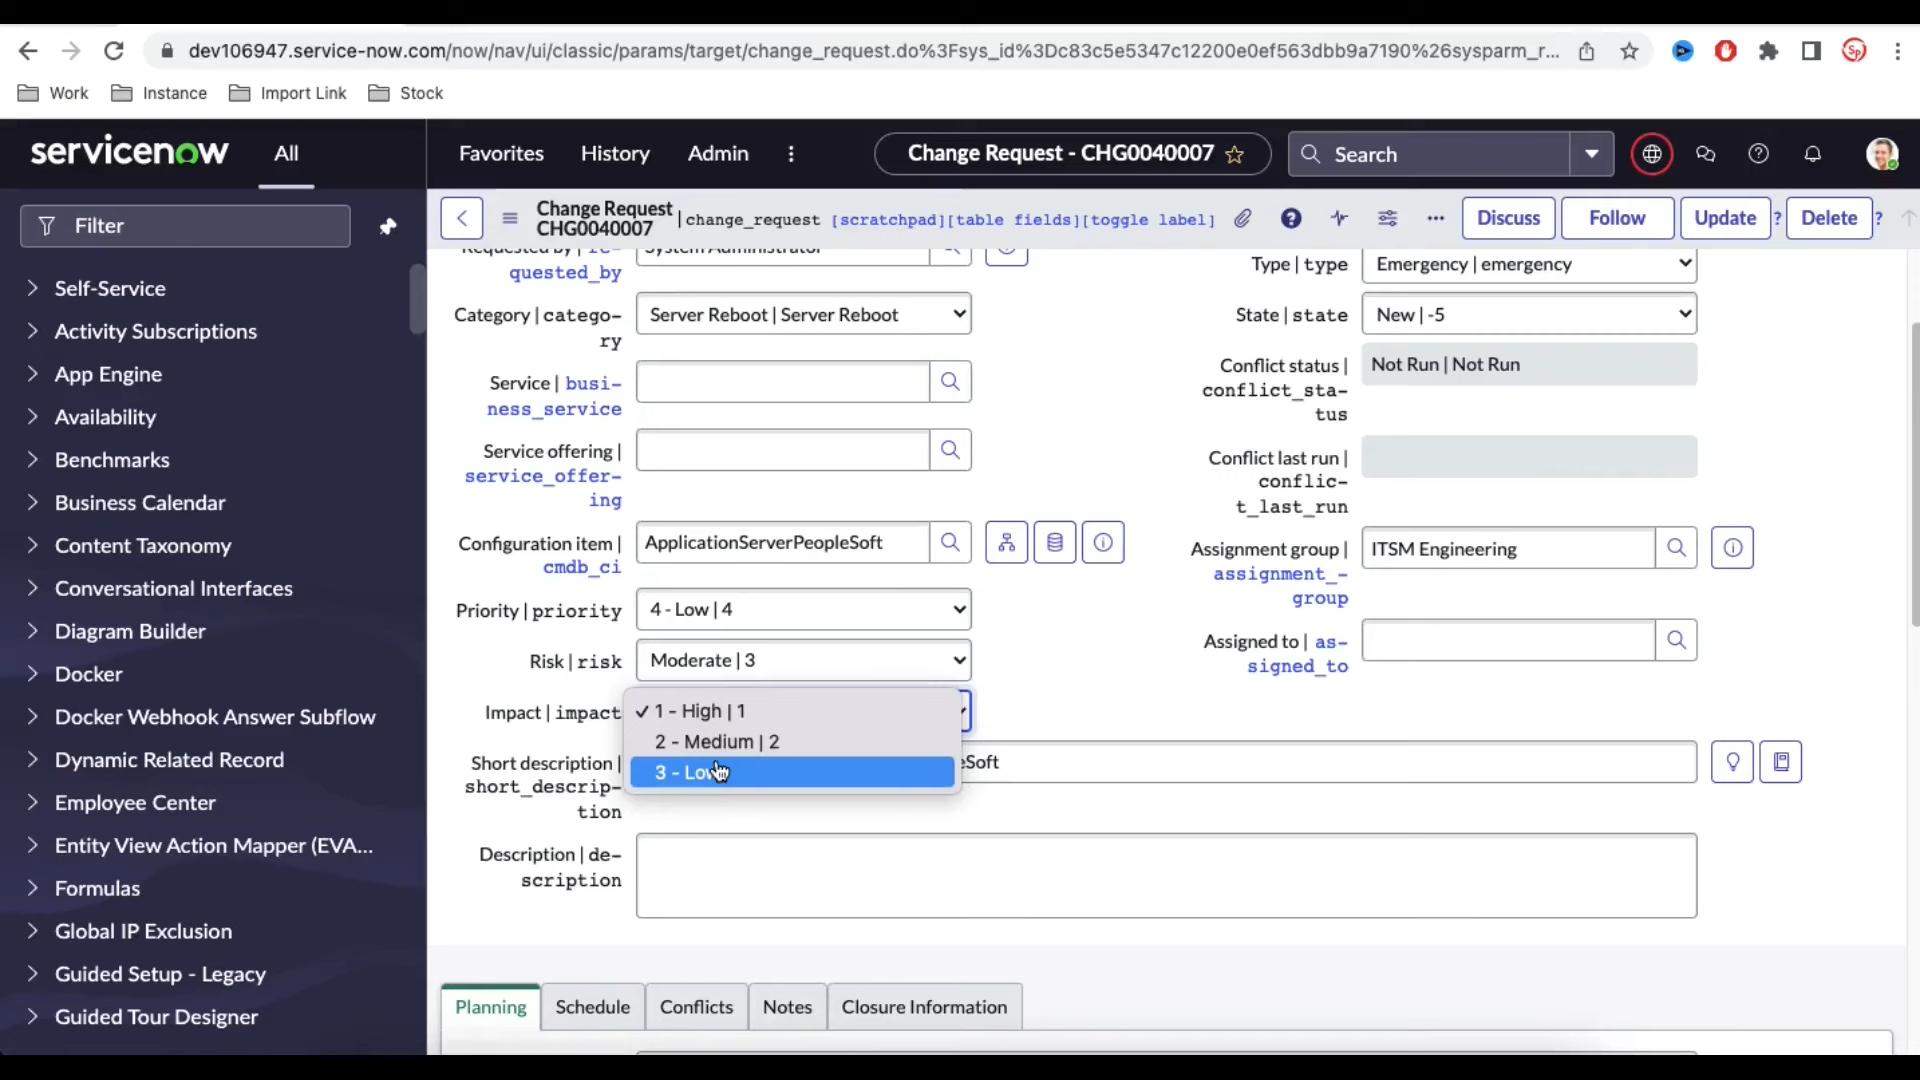 dev106947.service-now.com/now/nav/ui/classic/params/target/change_request.do%3Fsys_id%3Dc83c5e5347c12200e0ef563dbb9a7190%26sysparm_r...
Work Instance Import Link Stock
servicenow All Favorites History Admin Change Request - CHG0040007 Search
Filter
Self-Service
Activity Subscriptions
App Engine
Availability
Benchmarks
Business Calendar
Content Taxonomy
Conversational Interfaces
Diagram Builder
Docker
Docker Webhook Answer Subflow
Dynamic Related Record
Employee Center
Entity View Action Mapper (EVA...
Formulas
Global IP Exclusion
Guided Setup - Legacy
Guided Tour Designer
Change Request
CHG0040007
|change_request [scratchpad][table fields][toggle label]
Discuss Follow Update ? Delete ?
Requested by | re-
quested_by
System Administrator
Category | catego-
ry
Server Reboot | Server Reboot
Service | busi-
ness_service
Service offering |
service_offer-
ing
Configuration item |
cmdb_ci
ApplicationServerPeopleSoft
Priority | priority
4 - Low | 4
Risk | risk
Moderate | 3
Impact | impact
✓ 1 - High | 1
2 - Medium | 2
3 - Low
Short description |
short_descrip-
tion
eSoft
Description | de-
scription
Type | type
Emergency | emergency
State | state
New | -5
Conflict status |
conflict_sta-
tus
Not Run | Not Run
Conflict last run |
conflic-
t_last_run
Assignment group |
assignment_-
group
ITSM Engineering
Assigned to | as-
signed_to
Planning Schedule Conflicts Notes Closure Information